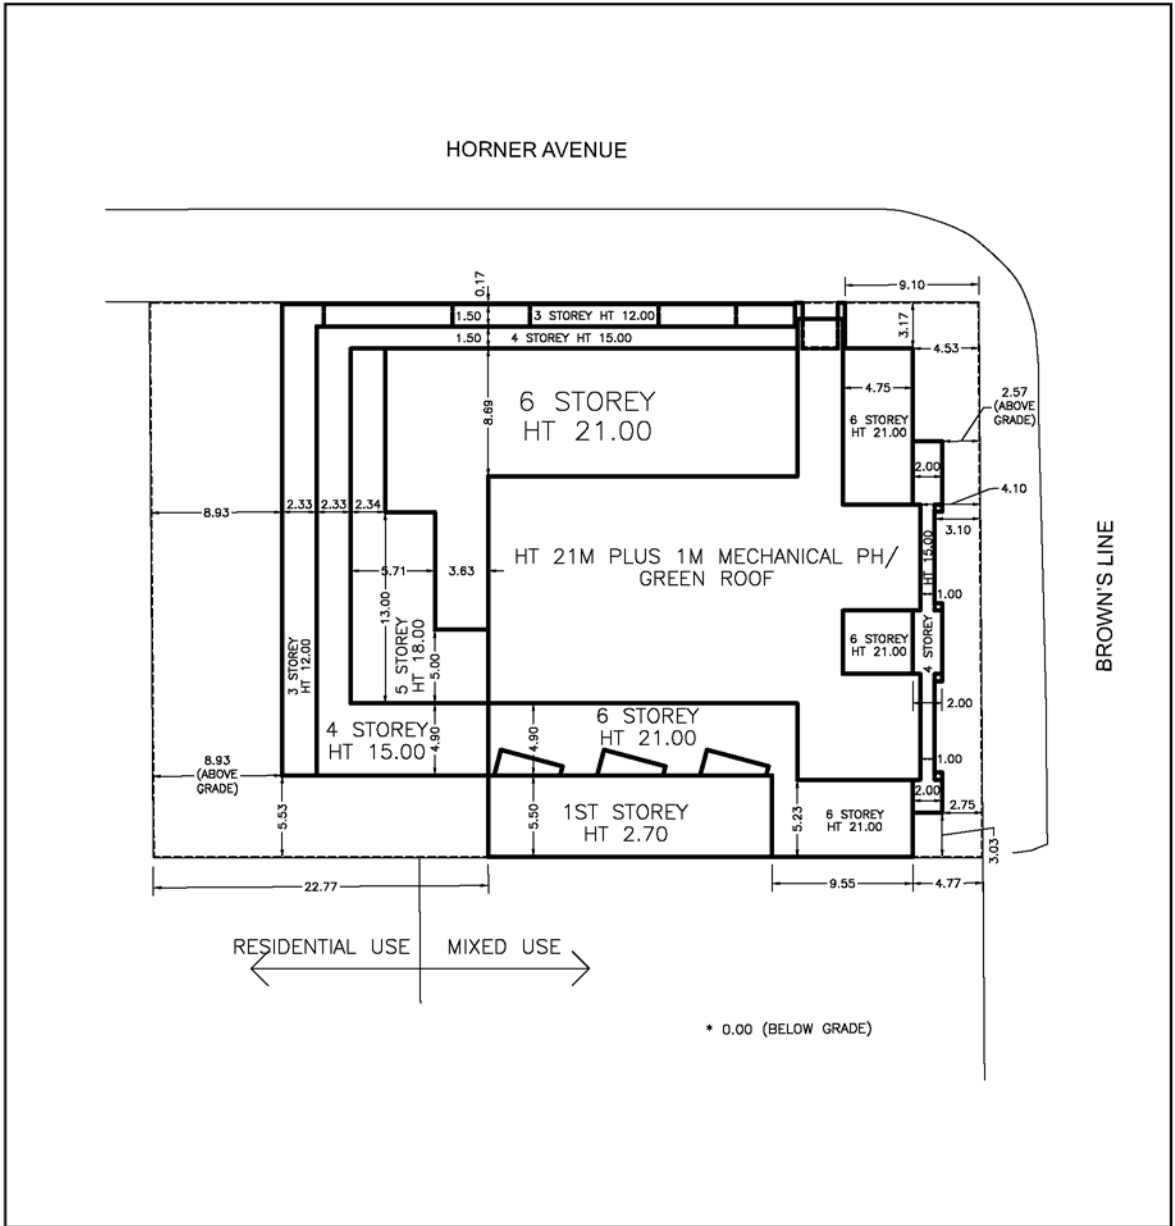 HORNER AVENUE
0.17
9.10
1.50
3 STOREY HT 12.00
3.17
1.50
4 STOREY HT 15.00
4.53
8.69
6 STOREY
HT 21.00
4.75
6 STOREY
HT 21.00
2.57
(ABOVE
GRADE)
2.00
4.10
8.93
2.33
2.33
2.34
3.10
HT 21M PLUS 1M MECHANICAL PH/
GREEN ROOF
HT 15.00
4 STOREY
BROWN'S LINE
5.71
3.63
13.00
1.00
6 STOREY
HT 21.00
3 STOREY
HT 12.00
5 STOREY
HT 18.00
5.00
2.00
4 STOREY
HT 15.00
4.90
4.90
6 STOREY
HT 21.00
8.93
(ABOVE
GRADE)
1.00
2.00
2.75
5.53
5.50
1ST STOREY
HT 2.70
5.23
6 STOREY
HT 21.00
3.03
22.77
9.55
4.77
RESIDENTIAL USE
MIXED USE
* 0.00 (BELOW GRADE)